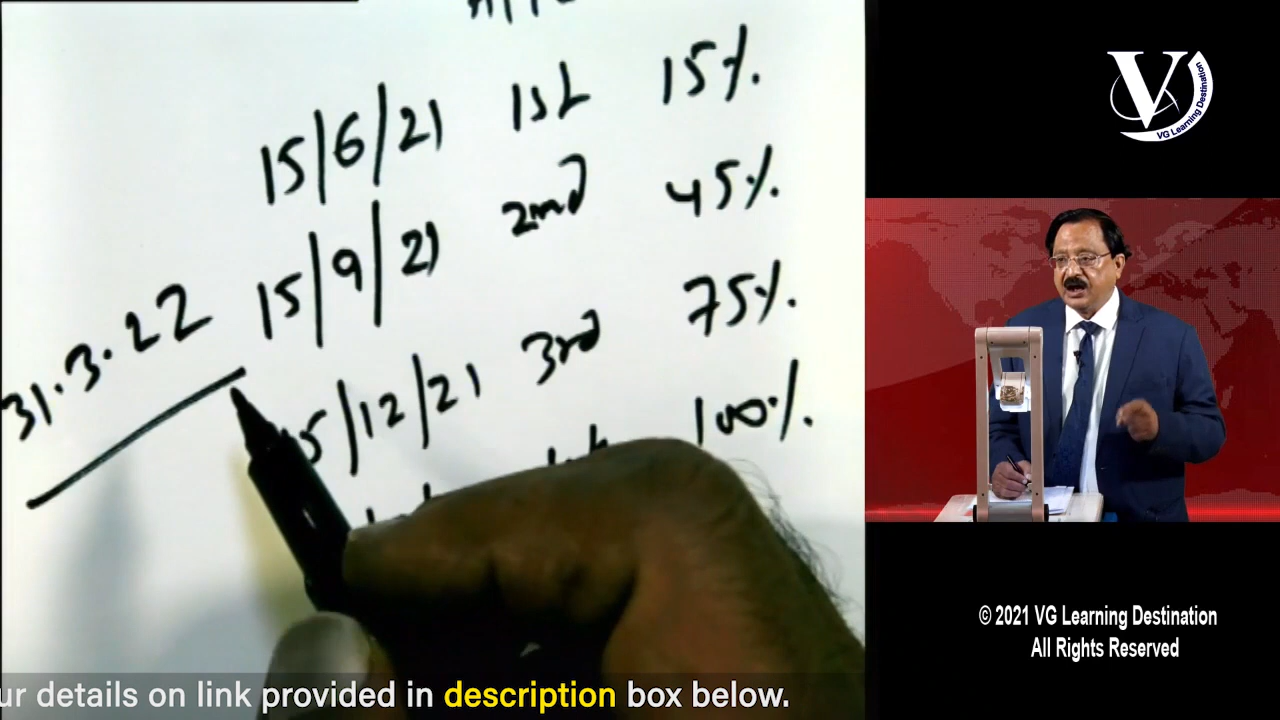 15/6/21 1st 15%.
15/9/21 2nd 45%.
31.3.22
15/12/21 3rd 75%.
100%.
V
VG Learning Destination
© 2021 VG Learning Destination
All Rights Reserved
ur details on link provided in description box below.